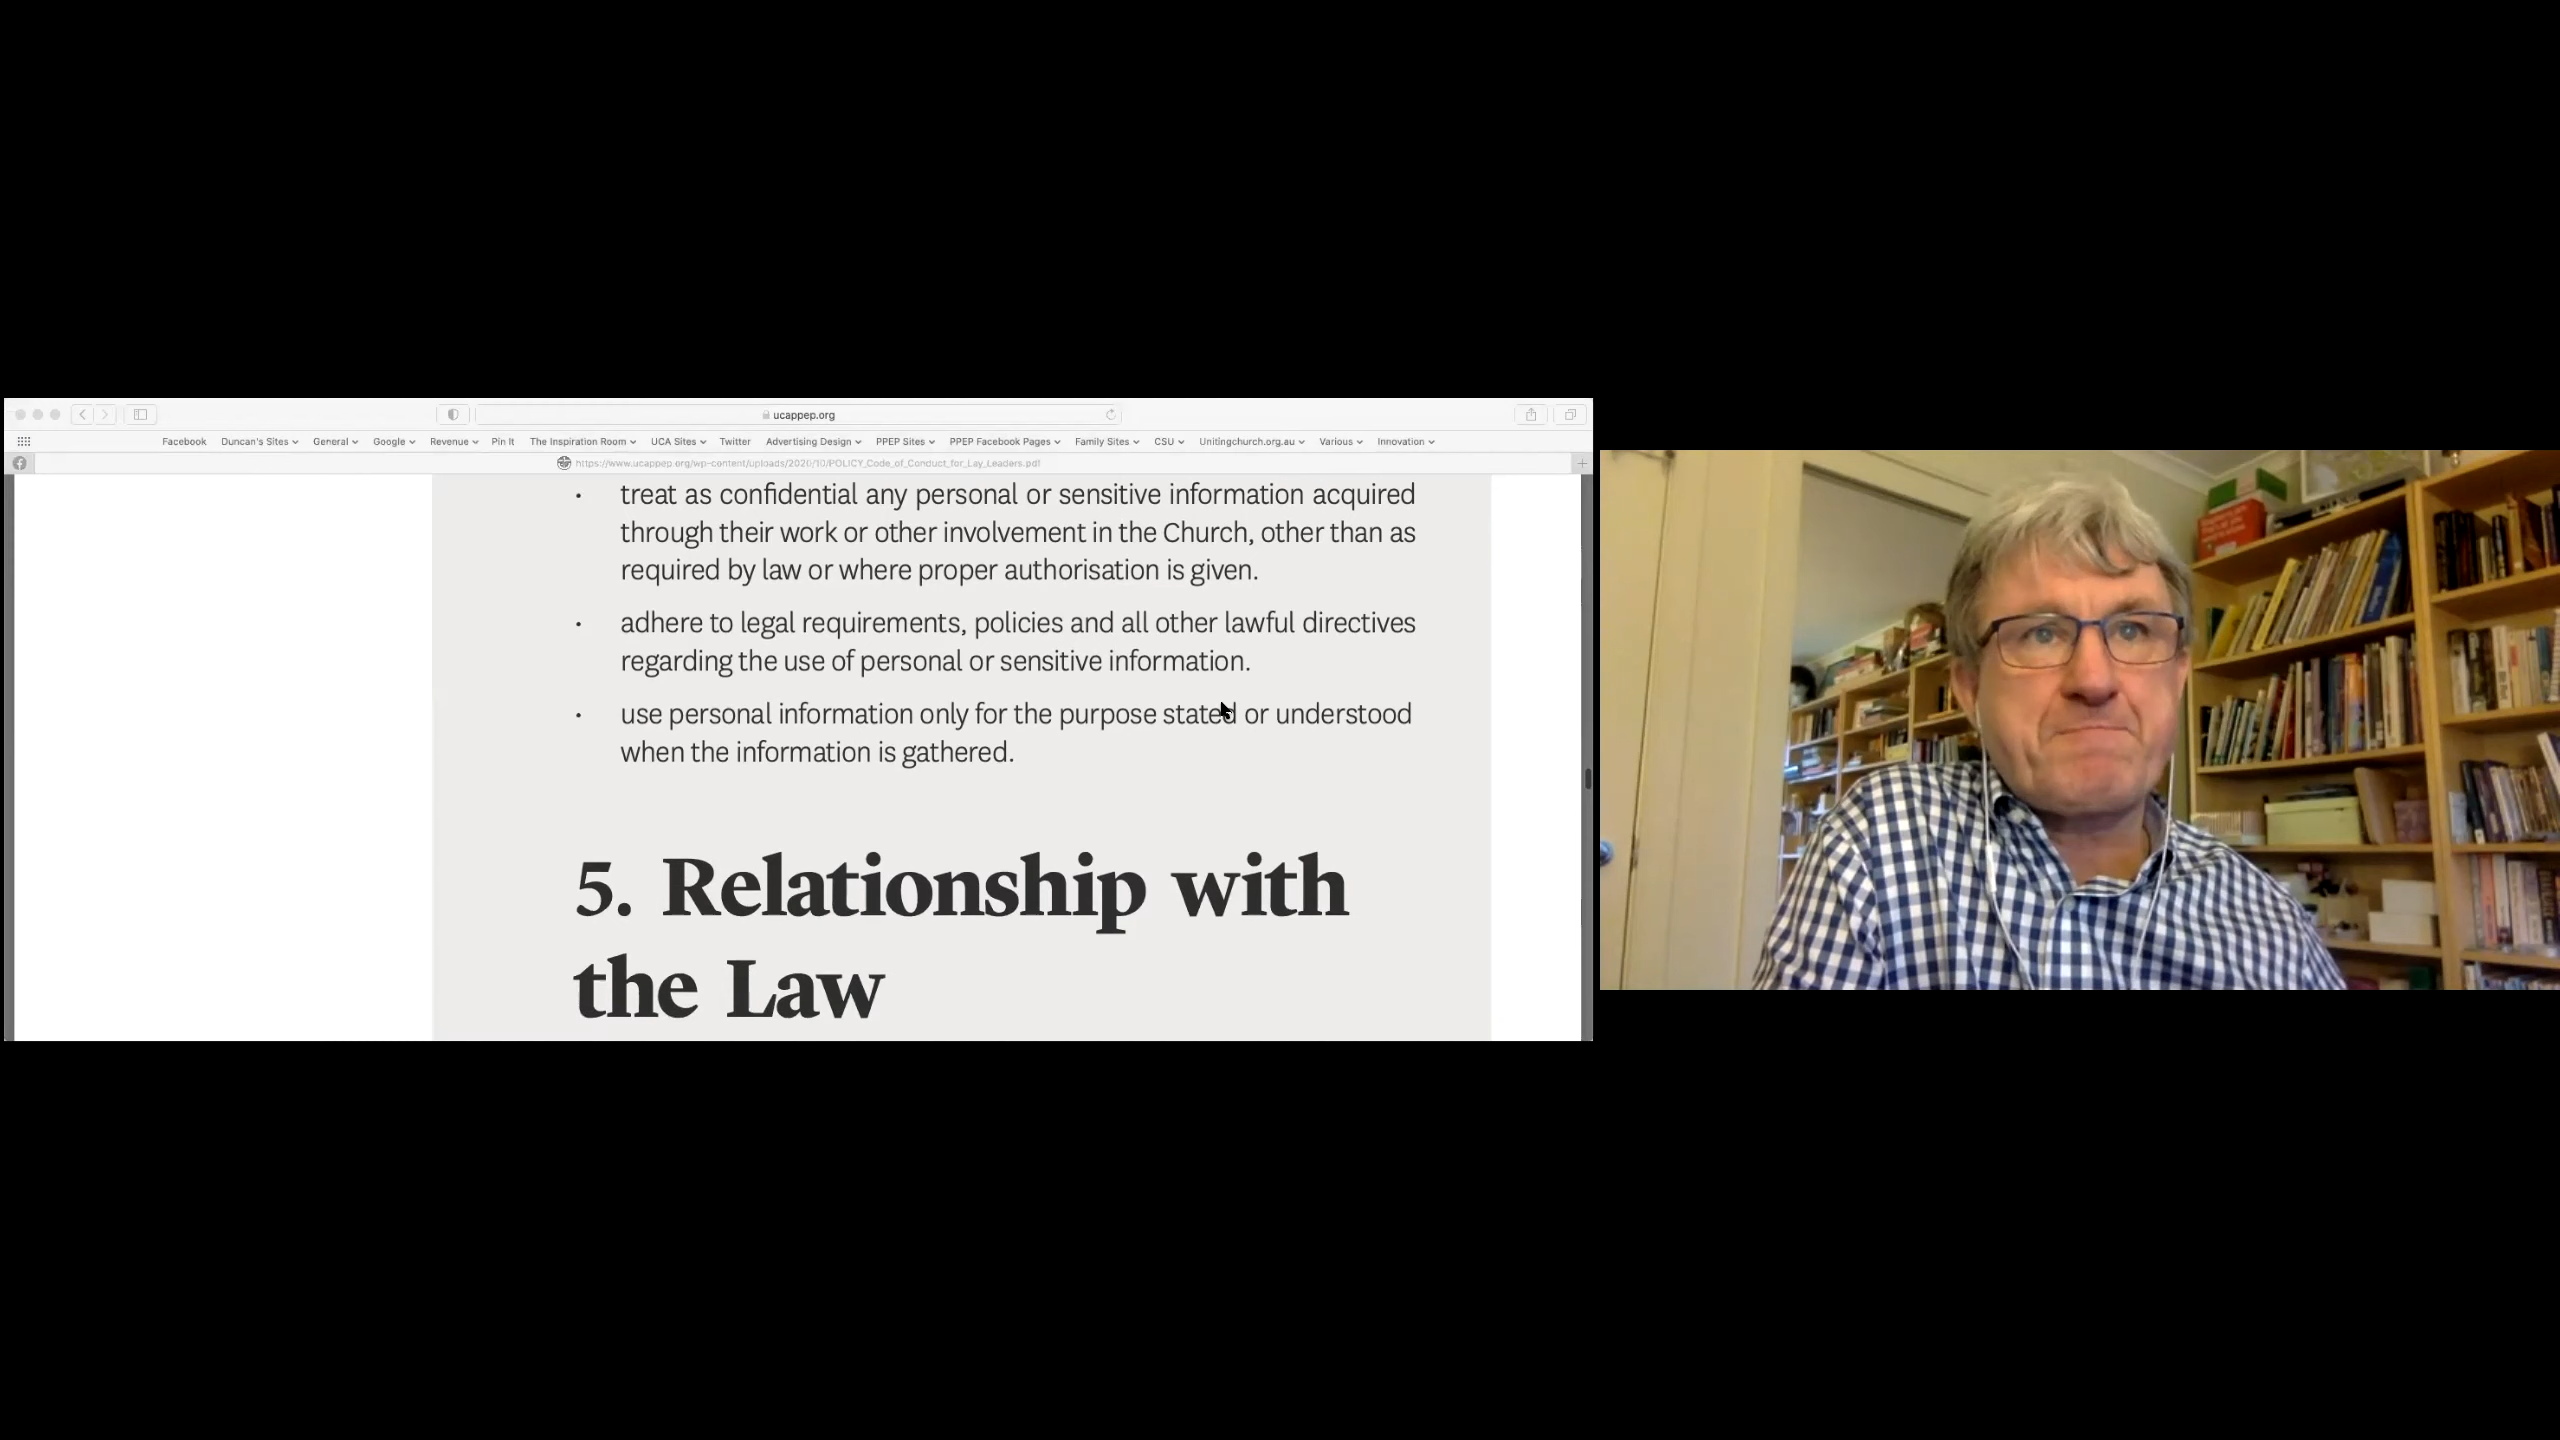 ucappep.org
Facebook Duncan's Sites General Google Revenue Pin It The Inspiration Room UCA Sites Twitter Advertising Design PPEP Sites PPEP Facebook Pages Family Sites CSU Unitingchurch.org.au Various Innovation
https://www.ucappep.org/wp-content/uploads/2020/10/POLICY_Code_of_Conduct_for_Lay_Leaders.pdf
• treat as confidential any personal or sensitive information acquired
through their work or other involvement in the Church, other than as
required by law or where proper authorisation is given.
• adhere to legal requirements, policies and all other lawful directives
regarding the use of personal or sensitive information.
• use personal information only for the purpose stated or understood
when the information is gathered.
5. Relationship with
the Law